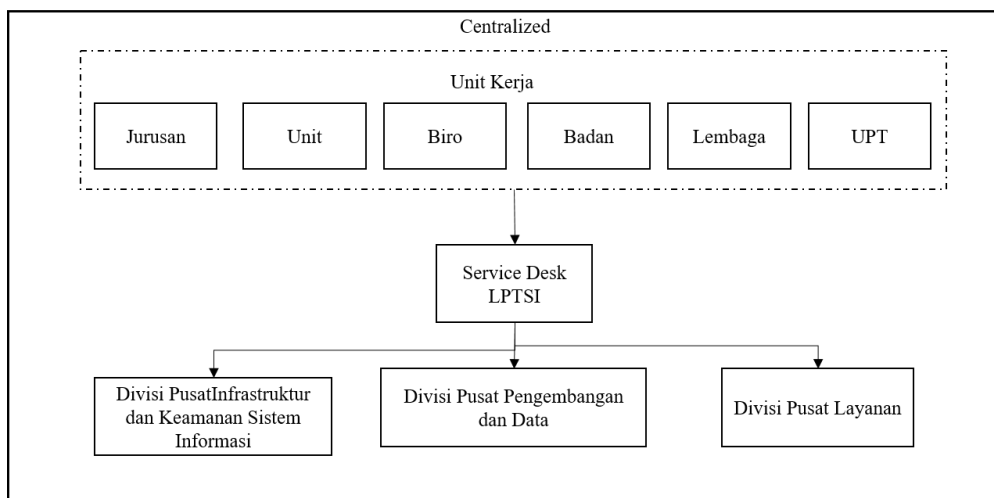 Centralized
Unit Kerja
Jurusan
Unit
Biro
Badan
Lembaga
UPT
Service Desk
LPTSI
Divisi PusatInfrastruktur
dan Keamanan Sistem
Informasi
Divisi Pusat Pengembangan
dan Data
Divisi Pusat Layanan